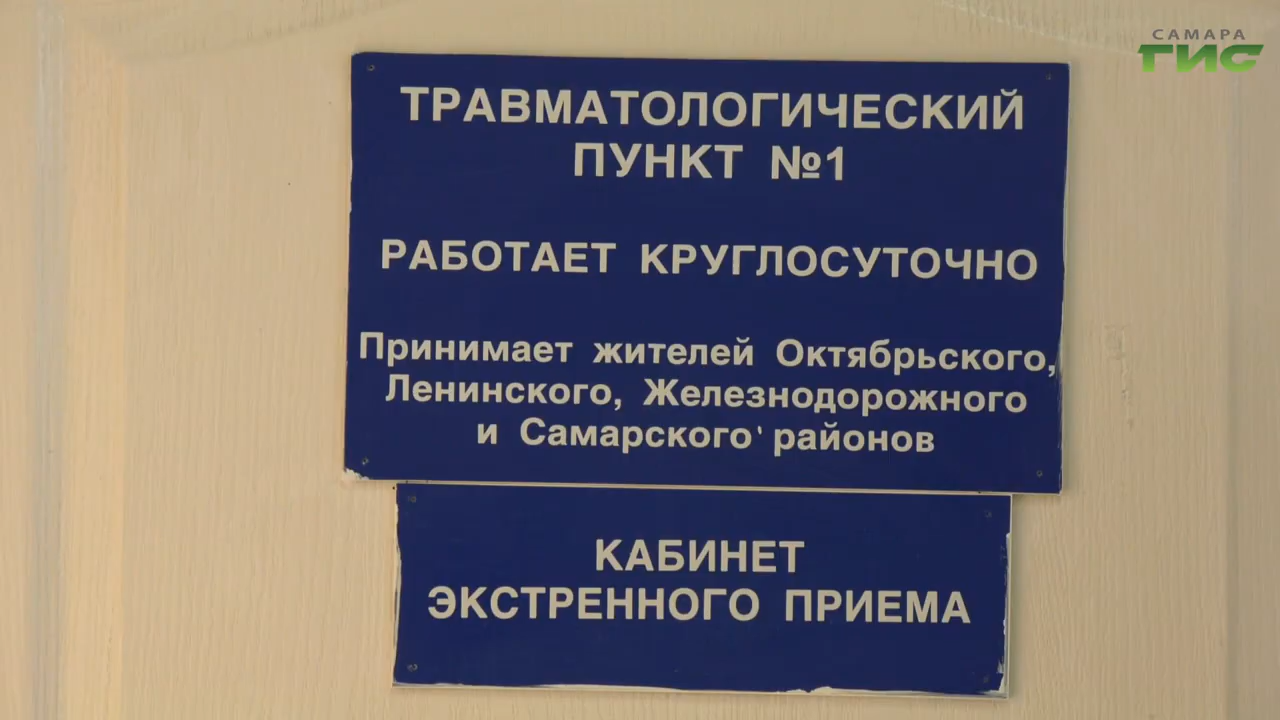 САМАРА
ГИС
ТРАВМАТОЛОГИЧЕСКИЙ
ПУНКТ №1
РАБОТАЕТ КРУГЛОСУТОЧНО
Принимает жителей Октябрьского,
Ленинского, Железнодорожного
и Самарского районов
КАБИНЕТ
ЭКСТРЕННОГО ПРИЕМА